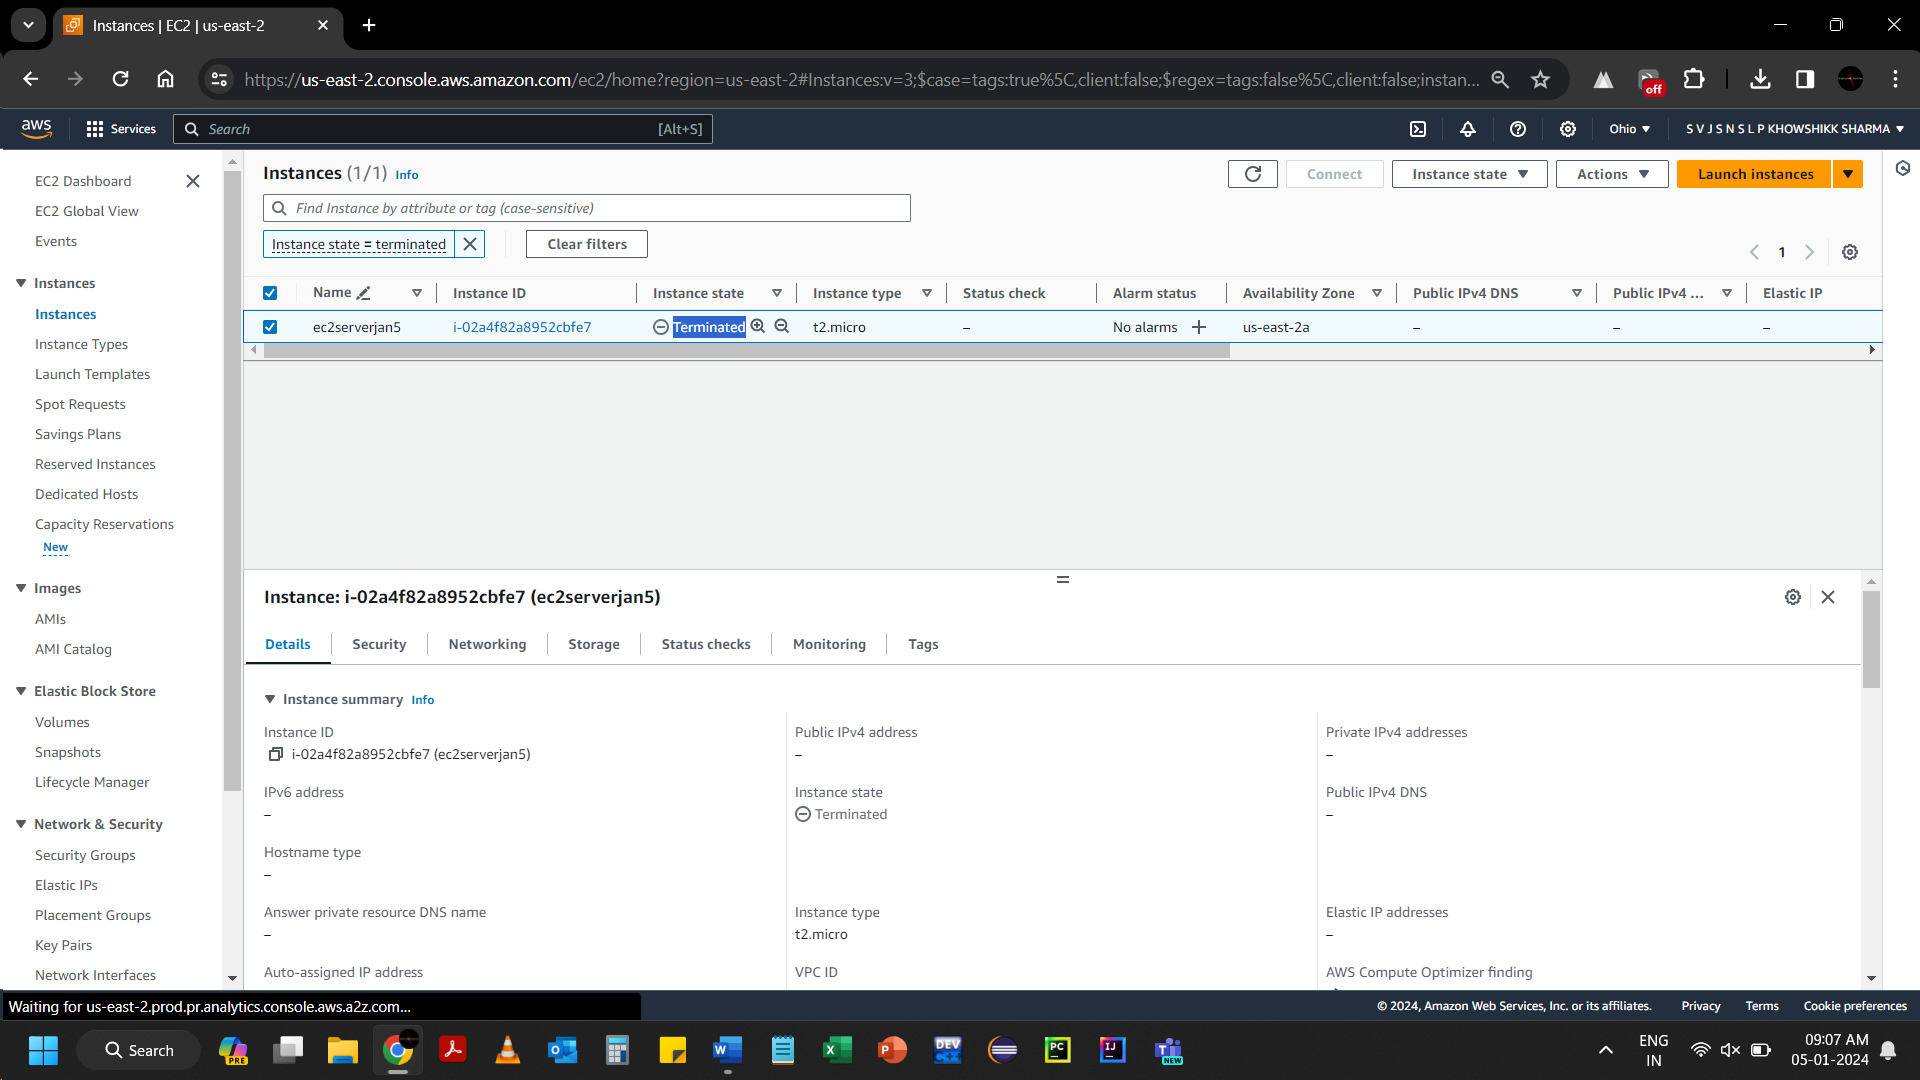 Instances | EC2 | us-east-2
https://us-east-2.console.aws.amazon.com/ec2/home?region=us-east-2#Instances:v=3;$case=tags:true%5C,client:false;$regex=tags:false%5C,client:false;instan...
off
aws
Services
Search
[Alt+S]
Ohio
S V J S N S L P KHOWSHIKK SHARMA
EC2 Dashboard
EC2 Global View
Events
Instances
Instances
Instance Types
Launch Templates
Spot Requests
Savings Plans
Reserved Instances
Dedicated Hosts
Capacity Reservations
New
Images
AMIs
AMI Catalog
Elastic Block Store
Volumes
Snapshots
Lifecycle Manager
Network & Security
Security Groups
Elastic IPs
Placement Groups
Key Pairs
Network Interfaces
Instances (1/1) Info
Connect
Instance state
Actions
Launch instances
Find Instance by attribute or tag (case-sensitive)
Instance state = terminated
Clear filters
1
Name Instance ID Instance state Instance type Status check Alarm status Availability Zone Public IPv4 DNS Public IPv4 ... Elastic IP
ec2serverjan5 i-02a4f82a8952cbfe7 Terminated t2.micro – No alarms + us-east-2a – – –
Instance: i-02a4f82a8952cbfe7 (ec2serverjan5)
Details Security Networking Storage Status checks Monitoring Tags
Instance summary Info
Instance ID
i-02a4f82a8952cbfe7 (ec2serverjan5)
Public IPv4 address
–
Private IPv4 addresses
–
IPv6 address
–
Instance state
Terminated
Public IPv4 DNS
–
Hostname type
–
Answer private resource DNS name
–
Instance type
t2.micro
Elastic IP addresses
–
Auto-assigned IP address
VPC ID
AWS Compute Optimizer finding
Waiting for us-east-2.prod.pr.analytics.console.aws.a2z.com...
© 2024, Amazon Web Services, Inc. or its affiliates.
Privacy
Terms
Cookie preferences
Search
PRE
DEV
C++
PC
IJ
NEW
ENG
IN
09:07 AM
05-01-2024